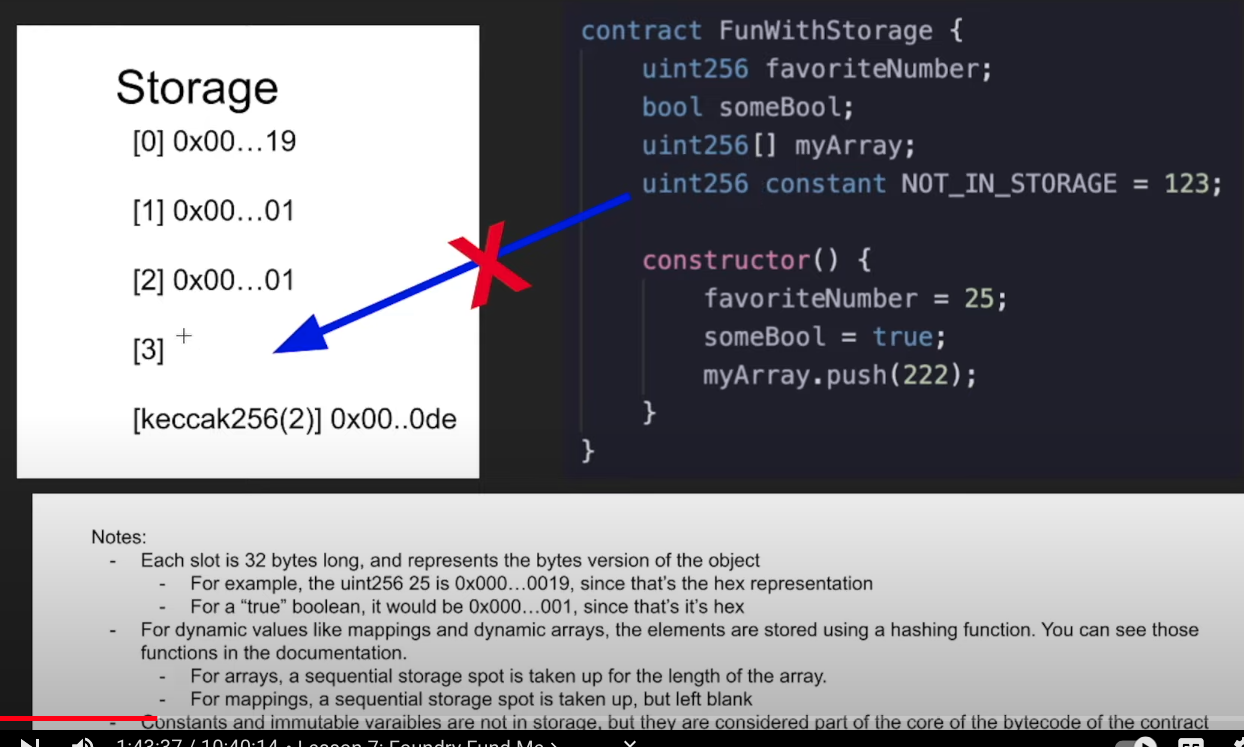 Storage
[0] 0x00…19
[1] 0x00…01
[2] 0x00…01
[3]
[keccak256(2)] 0x00..0de
contract FunWithStorage {
uint256 favoriteNumber;
bool someBool;
uint256[] myArray;
uint256 constant NOT_IN_STORAGE = 123;
constructor() {
favoriteNumber = 25;
someBool = true;
myArray.push(222);
}
}
Notes:
- Each slot is 32 bytes long, and represents the bytes version of the object
- For example, the uint256 25 is 0x000…0019, since that's the hex representation
- For a “true” boolean, it would be 0x000…001, since that's it's hex
- For dynamic values like mappings and dynamic arrays, the elements are stored using a hashing function. You can see those
functions in the documentation.
- For arrays, a sequential storage spot is taken up for the length of the array.
- For mappings, a sequential storage spot is taken up, but left blank
- Constants and immutable varaibles are not in storage, but they are considered part of the core of the bytecode of the contract
1:43:37 / 10:40:14 • Lesson 7: Foundry Fund Me >